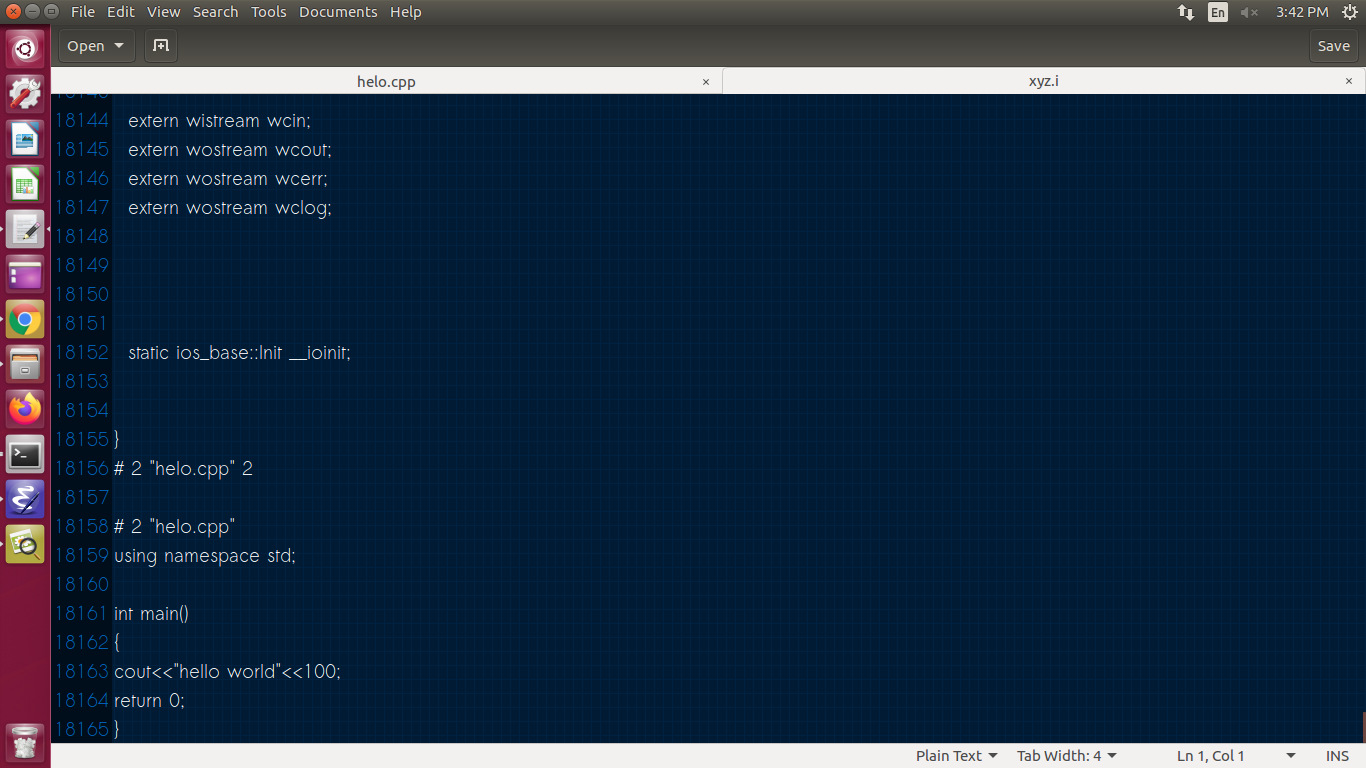 File Edit View Search Tools Documents Help En 3:42 PM
Open Save
helo.cpp × xyz.i ×
18144 extern wistream wcin;
18145 extern wostream wcout;
18146 extern wostream wcerr;
18147 extern wostream wclog;
18148
18149
18150
18151
18152 static ios_base::Init __ioinit;
18153
18154
18155 }
18156 # 2 "helo.cpp" 2
18157
18158 # 2 "helo.cpp"
18159 using namespace std;
18160
18161 int main()
18162 {
18163 cout<<"hello world"<<100;
18164 return 0;
18165 }
Plain Text Tab Width: 4 Ln 1, Col 1 INS